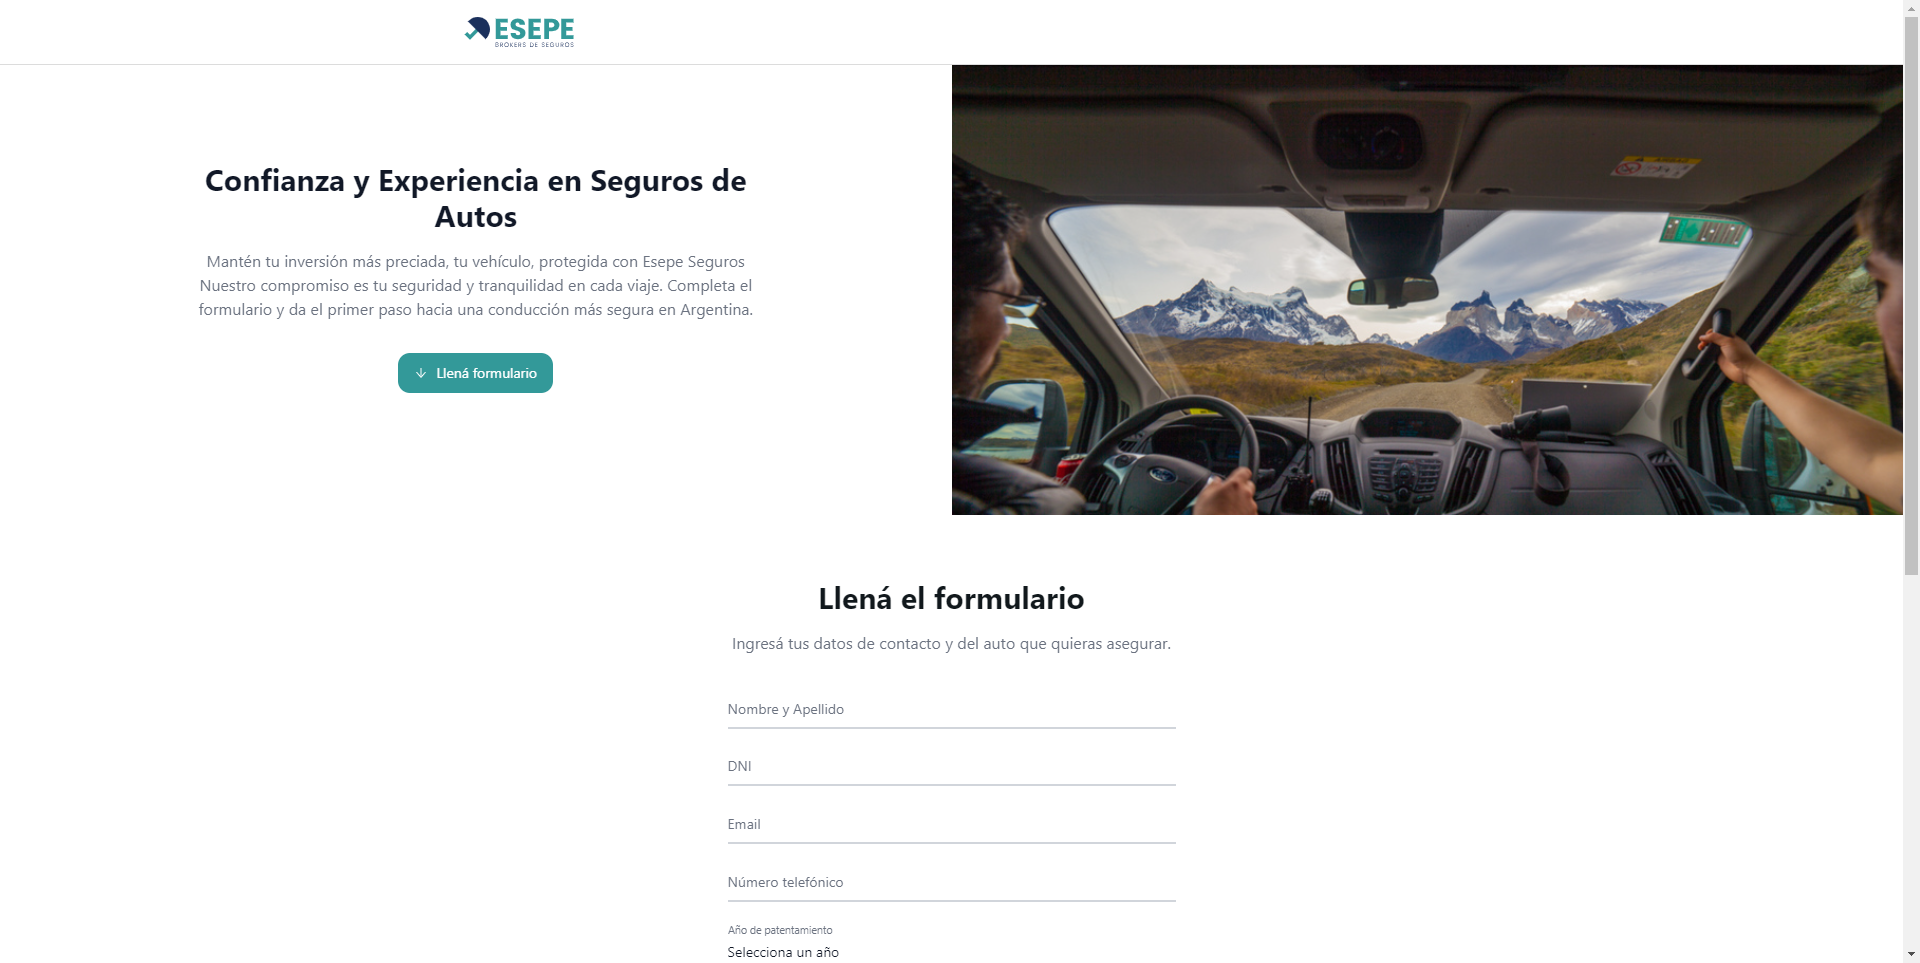 ESEPE
BROKERS DE SEGUROS
Confianza y Experiencia en Seguros de
Autos
Mantén tu inversión más preciada, tu vehículo, protegida con Esepe Seguros
Nuestro compromiso es tu seguridad y tranquilidad en cada viaje. Completa el
formulario y da el primer paso hacia una conducción más segura en Argentina.
Llená formulario
Llená el formulario
Ingresá tus datos de contacto y del auto que quieras asegurar.
Nombre y Apellido
DNI
Email
Número telefónico
Año de patentamiento
Selecciona un año